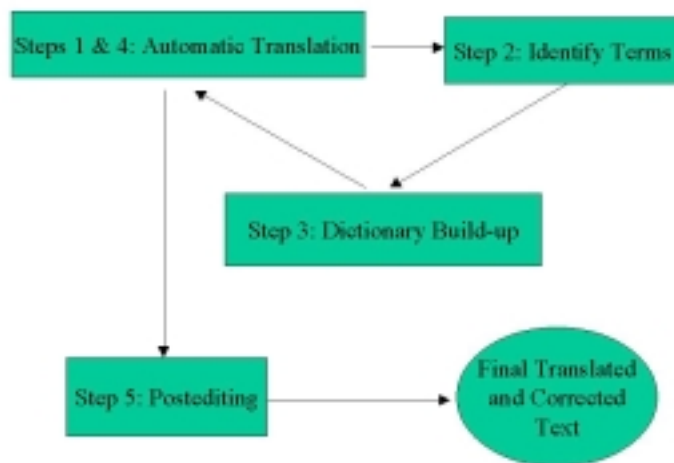 Steps 1 & 4: Automatic Translation
Step 2: Identify Terms
Step 3: Dictionary Build-up
Step 5: Postediting
Final Translated
and Corrected
Text